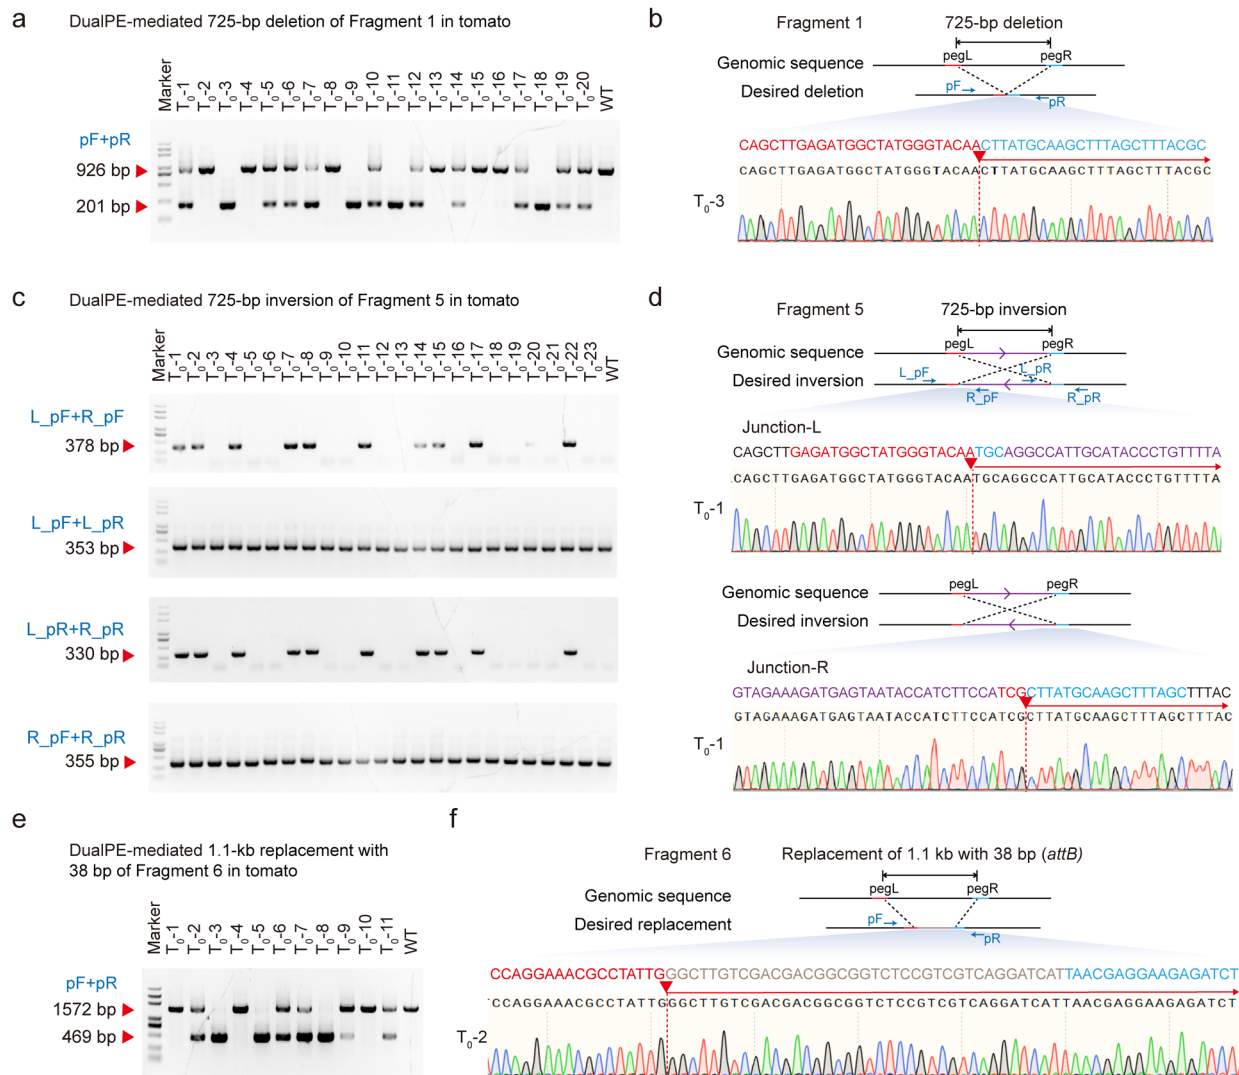 a
DualPE-mediated 725-bp deletion of Fragment 1 in tomato
Marker
T0-1
T0-2
T0-3
T0-4
T0-5
T0-6
T0-7
T0-8
T0-9
T0-10
T0-11
T0-12
T0-13
T0-14
T0-15
T0-16
T0-17
T0-18
T0-19
T0-20
WT
pF+pR
926 bp
201 bp
b
Fragment 1
725-bp deletion
pegL
pegR
Genomic sequence
Desired deletion
pF
pR
CAGCTTGAGATGGCTATGGGTACAACTTATGCAAGCTTTAGCTTTACGC
CAGCTTGAGATGGCTATGGGTACAACTTATGCAAGCTTTAGCTTTACGC
T0-3
c
DualPE-mediated 725-bp inversion of Fragment 5 in tomato
Marker
T0-1
T0-2
T0-3
T0-4
T0-5
T0-6
T0-7
T0-8
T0-9
T0-10
T0-11
T0-12
T0-13
T0-14
T0-15
T0-16
T0-17
T0-18
T0-19
T0-20
T0-21
T0-22
T0-23
WT
L_pF+R_pF
378 bp
L_pF+L_pR
353 bp
L_pR+R_pR
330 bp
R_pF+R_pR
355 bp
d
Fragment 5
725-bp inversion
pegL
pegR
Genomic sequence
Desired inversion
L_pF
L_pR
R_pF
R_pR
Junction-L
CAGCTTGAGATGGCTATGGGTACAATGCAGGCCATTGCATACCCTGTTTTA
CAGCTTGAGATGGCTATGGGTACAATGCAGGCCATTGCATACCCTGTTTTA
T0-1
pegL
pegR
Genomic sequence
Desired inversion
Junction-R
GTAGAAAGATGAGTAATACCATCTTCCATCGCTTATGCAAGCTTTAGCTTTAC
GTAGAAAGATGAGTAATACCATCTTCCATCGCTTATGCAAGCTTTAGCTTTAC
T0-1
e
DualPE-mediated 1.1-kb replacement with
38 bp of Fragment 6 in tomato
Marker
T0-1
T0-2
T0-3
T0-4
T0-5
T0-6
T0-7
T0-8
T0-9
T0-10
T0-11
WT
pF+pR
1572 bp
469 bp
f
Fragment 6
Replacement of 1.1 kb with 38 bp (attB)
pegL
pegR
Genomic sequence
Desired replacement
pF
pR
CCAGGAAACGCCTATTGGGCTTGTCGACGACGGCGGTCTCCGTCGTCAGGATCATTAACGAGGAAGAGATCT
CCAGGAAACGCCTATTGGGCTTGTCGACGACGGCGGTCTCCGTCGTCAGGATCATTAACGAGGAAGAGATCT
T0-2